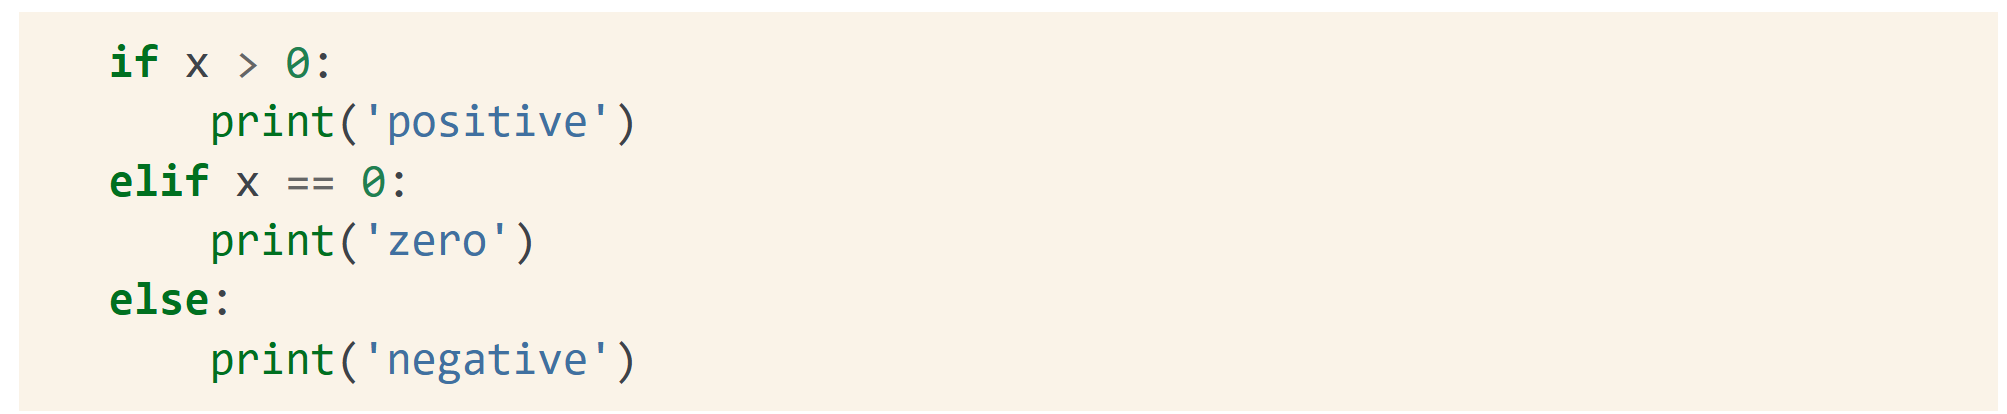 if x > 0:
    print('positive')
elif x == 0:
    print('zero')
else:
    print('negative')